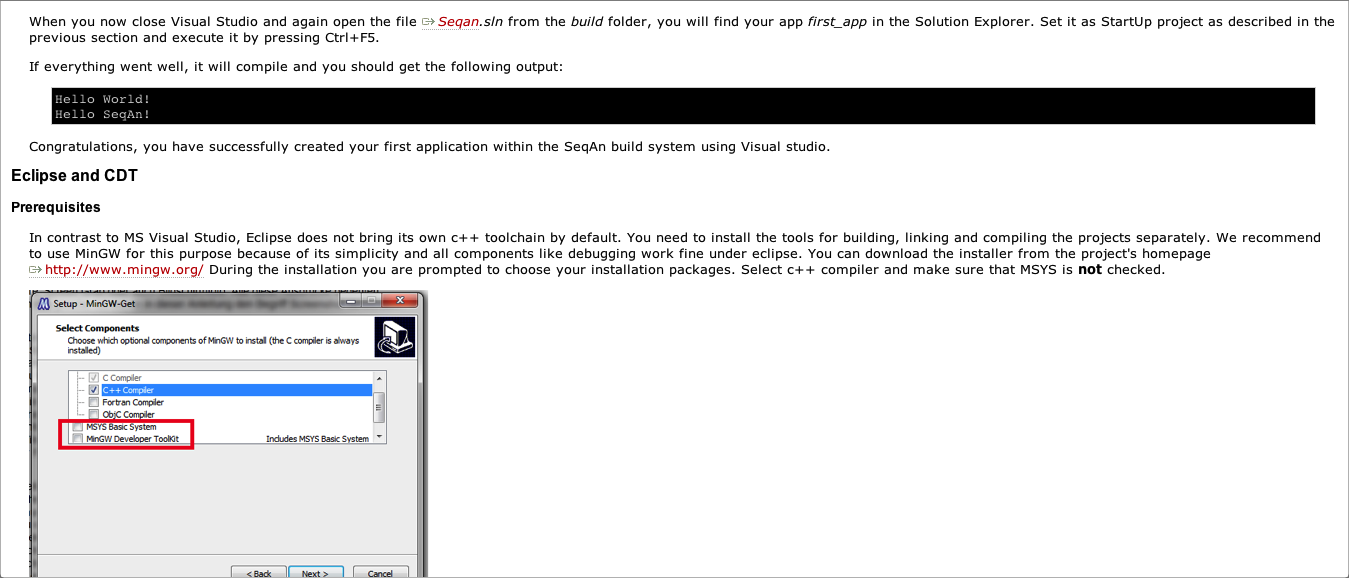 When you now close Visual Studio and again open the file Seqan.sln from the build folder, you will find your app first_app in the Solution Explorer. Set it as StartUp project as described in the
previous section and execute it by pressing Ctrl+F5.
If everything went well, it will compile and you should get the following output:
Hello World!
Hello SeqAn!
Congratulations, you have successfully created your first application within the SeqAn build system using Visual studio.
Eclipse and CDT
Prerequisites
In contrast to MS Visual Studio, Eclipse does not bring its own c++ toolchain by default. You need to install the tools for building, linking and compiling the projects separately. We recommend
to use MinGW for this purpose because of its simplicity and all components like debugging work fine under eclipse. You can download the installer from the project's homepage
http://www.mingw.org/ During the installation you are prompted to choose your installation packages. Select c++ compiler and make sure that MSYS is not checked.
Setup - MinGW-Get
Select Components
Choose which optional components of MinGW to install (the C compiler is always
installed)
C Compiler
C++ Compiler
Fortran Compiler
ObjC Compiler
MSYS Basic System
MinGW Developer ToolKit Includes MSYS Basic System
< Back Next > Cancel